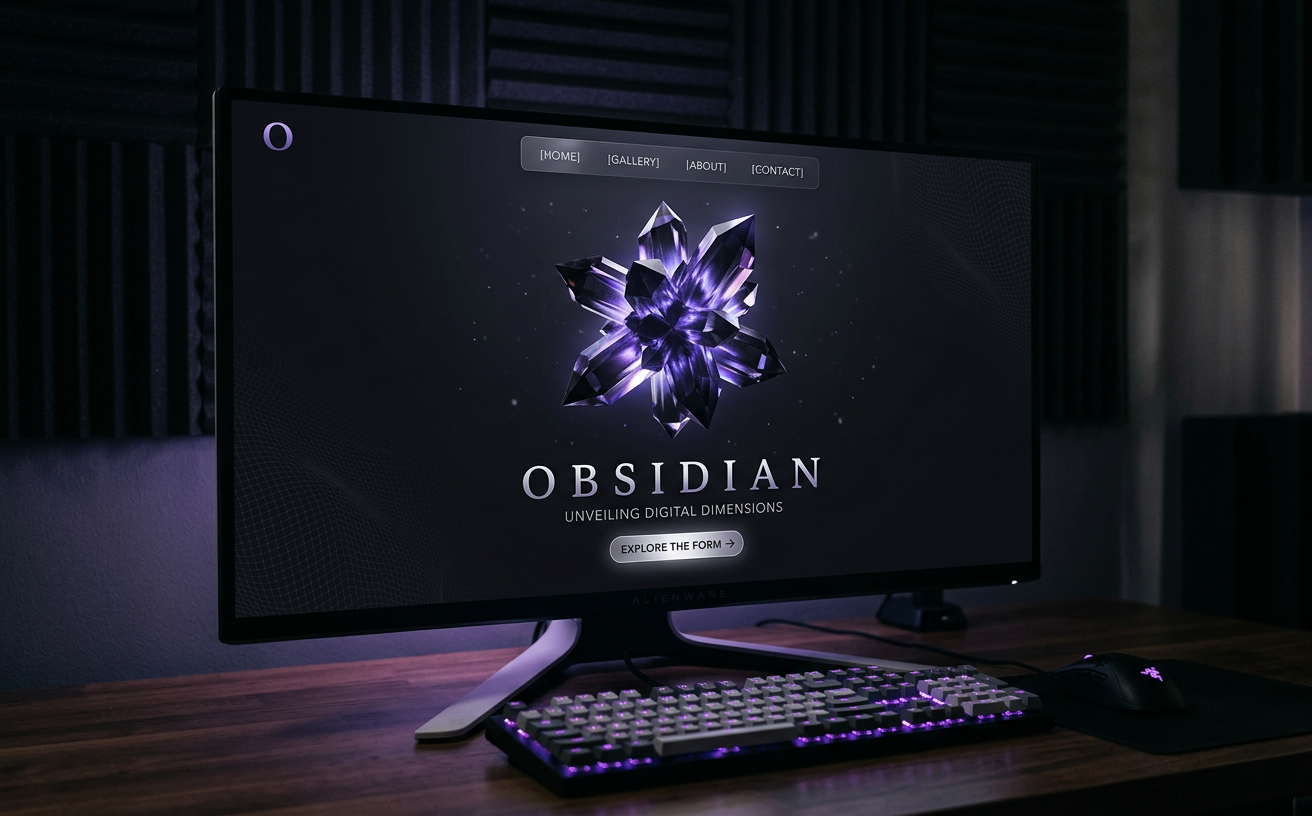 O
[HOME] [GALLERY] [ABOUT] [CONTACT]
OBSIDIAN
UNVEILING DIGITAL DIMENSIONS
EXPLORE THE FORM →
ALIENWARE